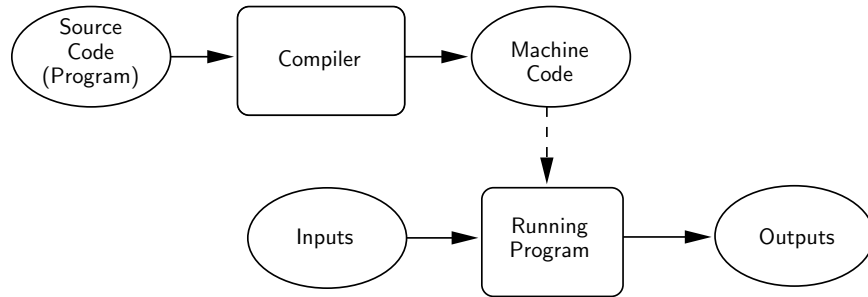 Source
Code
(Program)
Compiler
Machine
Code
Inputs
Running
Program
Outputs